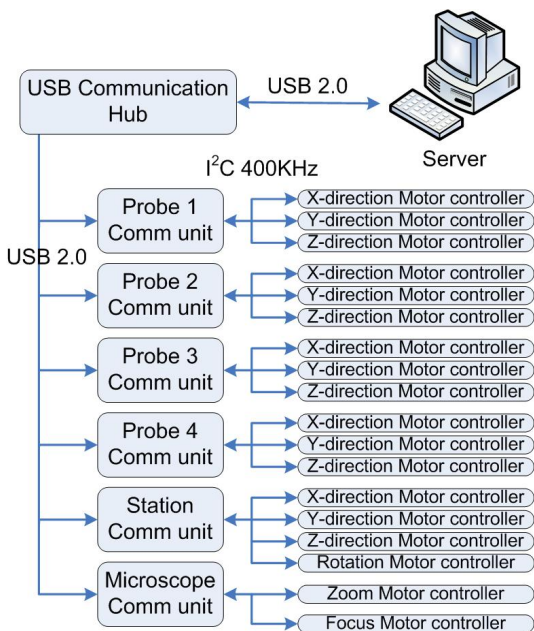 USB Communication
Hub
USB 2.0
Server
I²C 400KHz
Probe 1
Comm unit
X-direction Motor controller
Y-direction Motor controller
Z-direction Motor controller
USB 2.0
Probe 2
Comm unit
X-direction Motor controller
Y-direction Motor controller
Z-direction Motor controller
Probe 3
Comm unit
X-direction Motor controller
Y-direction Motor controller
Z-direction Motor controller
Probe 4
Comm unit
X-direction Motor controller
Y-direction Motor controller
Z-direction Motor controller
Station
Comm unit
X-direction Motor controller
Y-direction Motor controller
Z-direction Motor controller
Rotation Motor controller
Microscope
Comm unit
Zoom Motor controller
Focus Motor controller